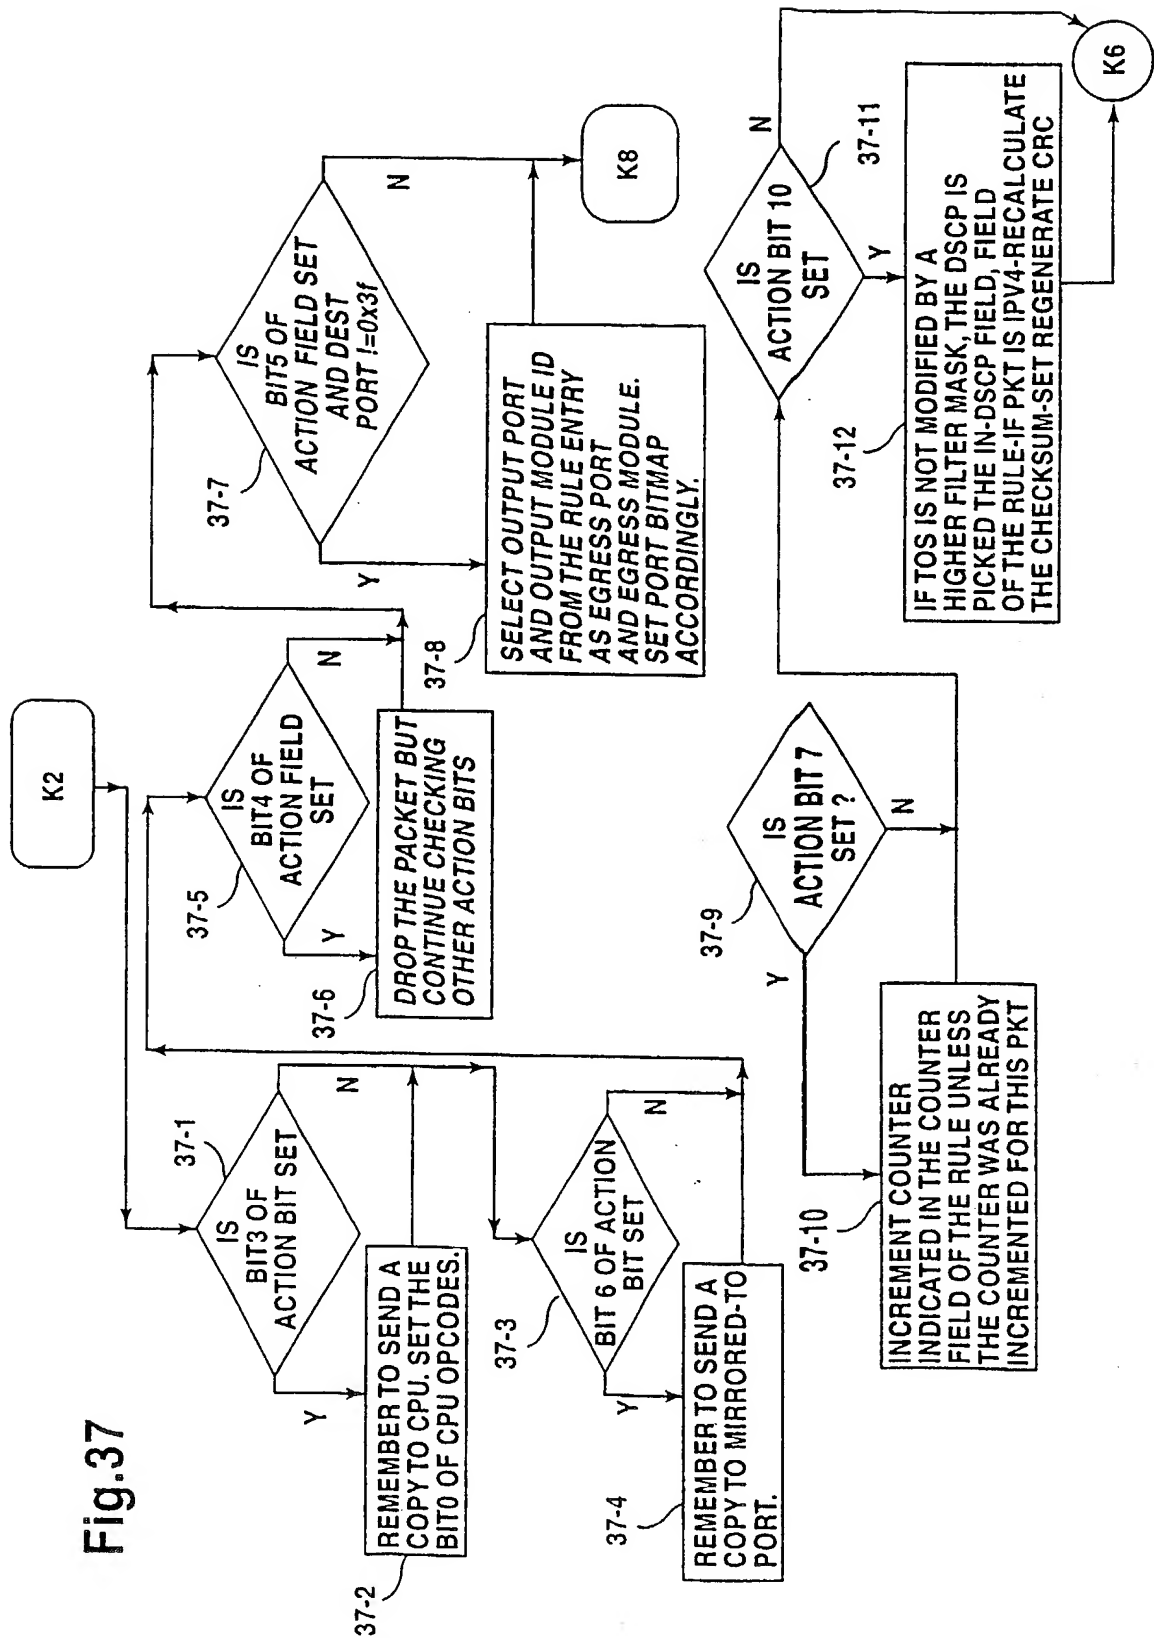 Fig.37
K2
37-1
IS
BIT3 OF
ACTION BIT SET
Y
N
37-2
REMEMBER TO SEND A
COPY TO CPU. SET THE
BIT0 OF CPU OPCODES.
37-3
IS
BIT 6 OF ACTION
BIT SET
Y
N
37-4
REMEMBER TO SEND A
COPY TO MIRRORED-TO
PORT.
37-5
IS
BIT4 OF
ACTION FIELD
SET
Y
N
37-6
DROP THE PACKET BUT
CONTINUE CHECKING
OTHER ACTION BITS
37-7
IS
BIT5 OF
ACTION FIELD SET
AND DEST
PORT !=0x3f
Y
N
37-8
SELECT OUTPUT PORT
AND OUTPUT MODULE ID
FROM THE RULE ENTRY
AS EGRESS PORT
AND EGRESS MODULE.
SET PORT BITMAP
ACCORDINGLY.
K8
37-9
IS
ACTION BIT 7
SET ?
Y
N
37-10
INCREMENT COUNTER
INDICATED IN THE COUNTER
FIELD OF THE RULE UNLESS
THE COUNTER WAS ALREADY
INCREMENTED FOR THIS PKT
37-11
IS
ACTION BIT 10
SET
N
Y
37-12
IF TOS IS NOT MODIFIED BY A
HIGHER FILTER MASK, THE DSCP IS
PICKED THE IN-DSCP FIELD, FIELD
OF THE RULE-IF PKT IS IPV4-RECALCULATE
THE CHECKSUM-SET REGENERATE CRC
K6